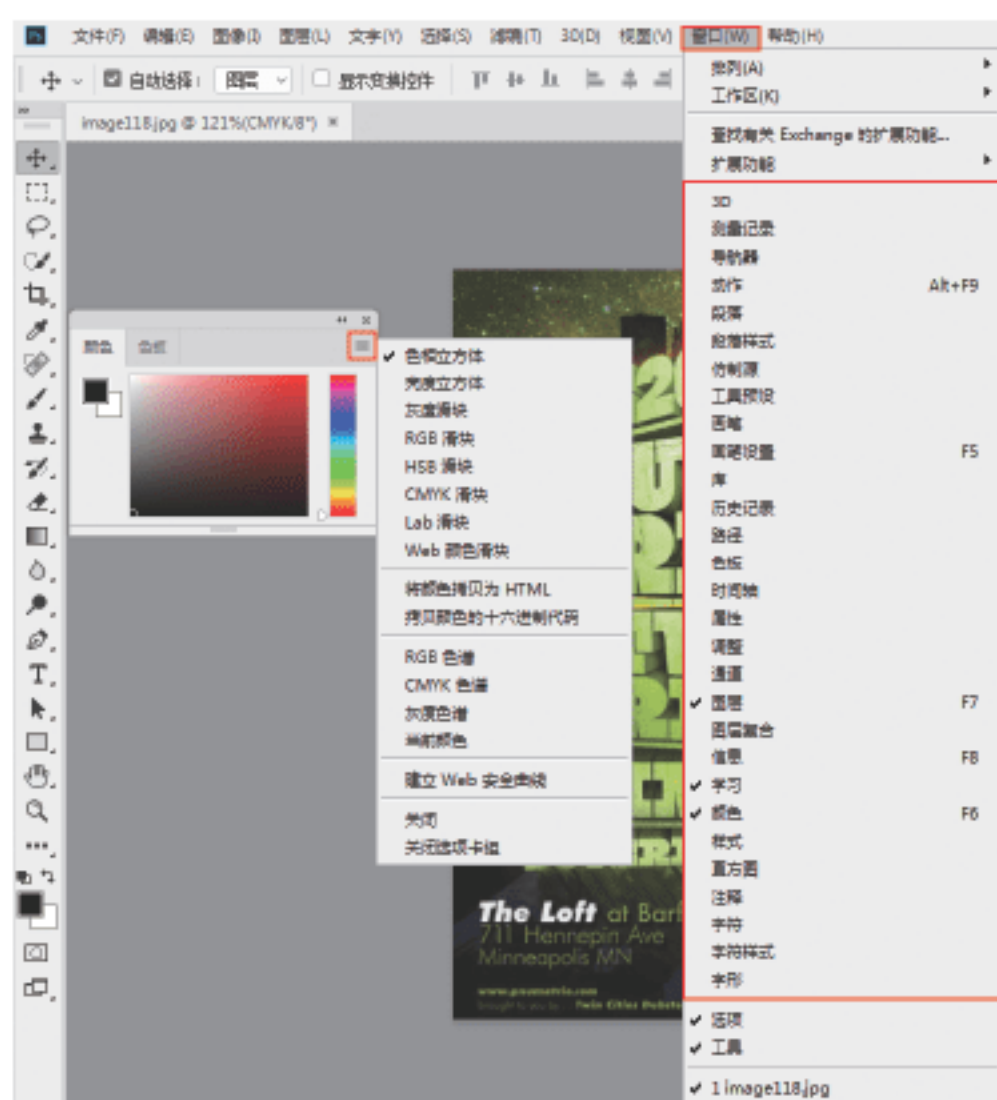 Ps 文件(F) 编辑(E) 图像(I) 图层(L) 文字(Y) 选择(S) 滤镜(T) 3D(D) 视图(V) 窗口(W) 帮助(H)
自动选择: 图层 显示变换控件
image118.jpg @ 121%(CMYK/8*) ×
颜色 色板
色相立方体
亮度立方体
灰度滑块
RGB 滑块
HSB 滑块
CMYK 滑块
Lab 滑块
Web 颜色滑块
将颜色拷贝为 HTML
拷贝颜色的十六进制代码
RGB 色谱
CMYK 色谱
灰度色谱
当前颜色
建立 Web 安全曲线
关闭
关闭选项卡组
排列(A)
工作区(K)
查找有关 Exchange 的扩展功能...
扩展功能
3D
测量记录
导航器
动作 Alt+F9
段落
段落样式
仿制源
工具预设
画笔
画笔设置 F5
库
历史记录
路径
色板
时间轴
属性
调整
通道
图层 F7
图层复合
信息 F8
学习
颜色 F6
样式
直方图
注释
字符
字符样式
字形
选项
工具
1 image118.jpg
The Loft at Barf
711 Hennepin Ave
Minneapolis MN
Twin Cities